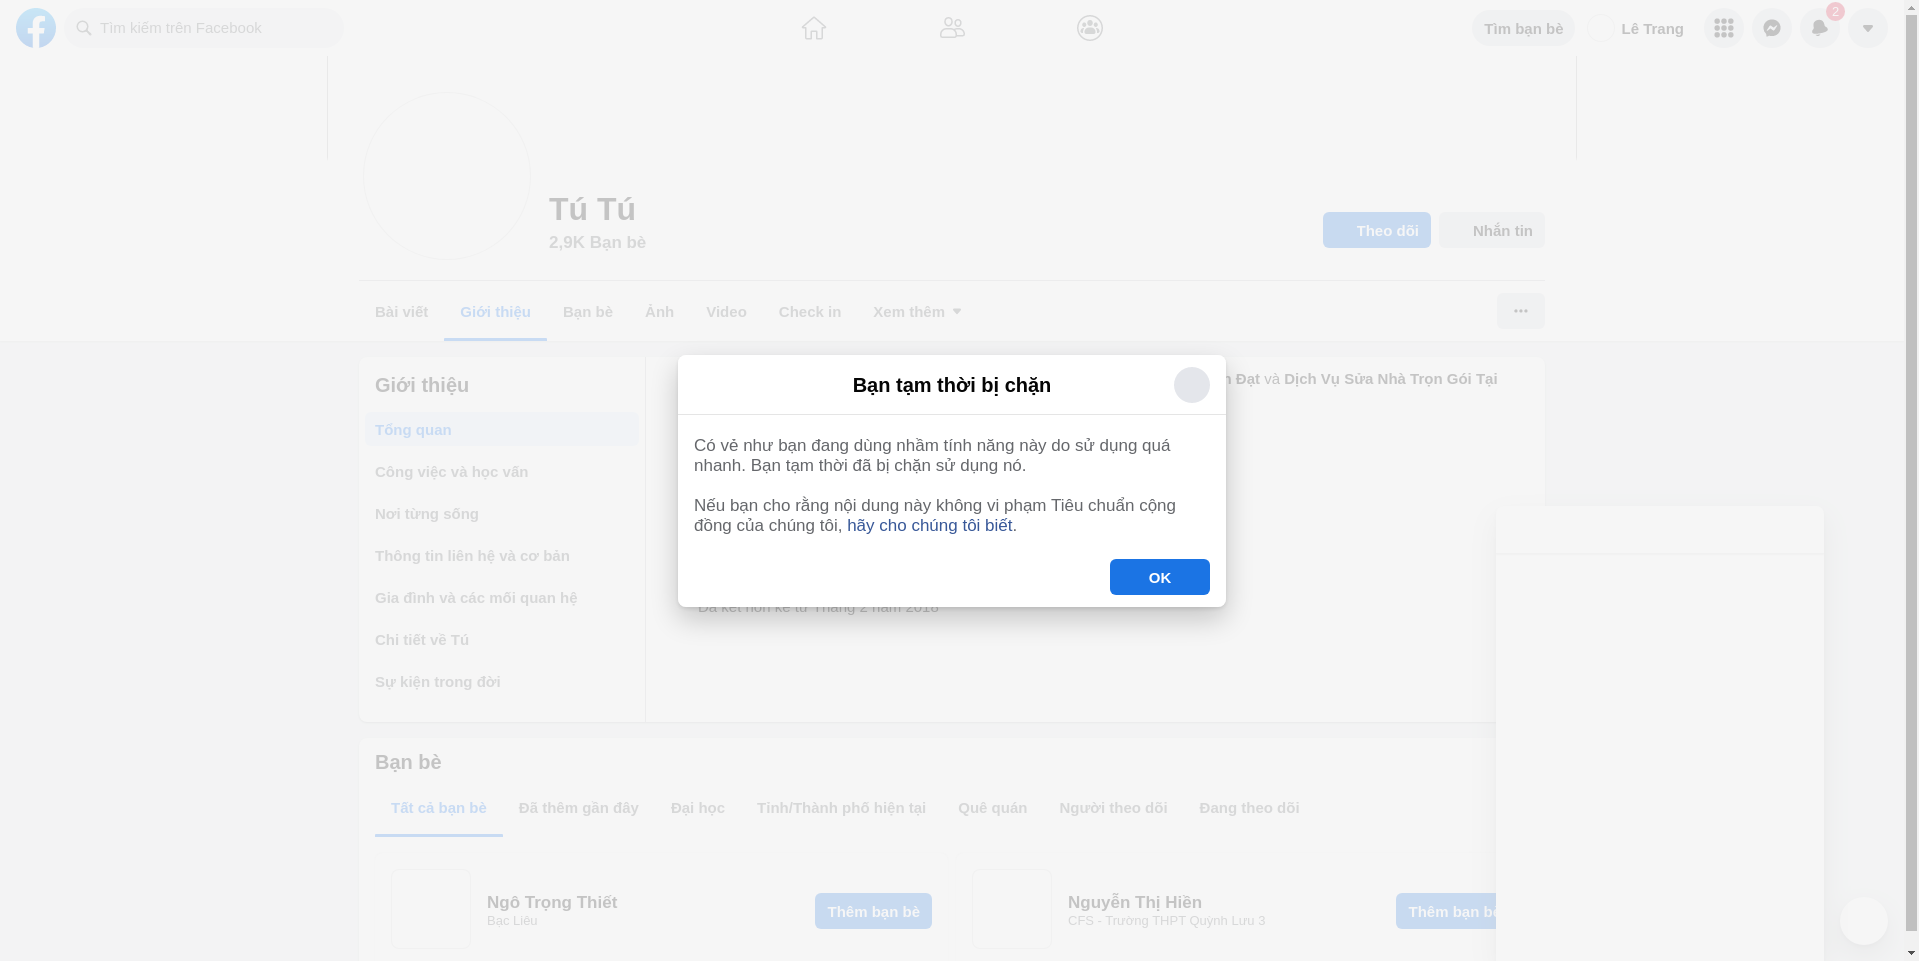 Tìm kiếm trên Facebook
Tìm bạn bè
Lê Trang
2
Tú Tú
2,9K Bạn bè
Theo dõi
Nhắn tin
Bài viết
Giới thiệu
Bạn bè
Ảnh
Video
Check in
Xem thêm
Giới thiệu
Tổng quan
Công việc và học vấn
Nơi từng sống
Thông tin liên hệ và cơ bản
Gia đình và các mối quan hệ
Chi tiết về Tú
Sự kiện trong đời
Đạt và Dịch Vụ Sửa Nhà Trọn Gói Tại
Bạn tạm thời bị chặn
Có vẻ như bạn đang dùng nhầm tính năng này do sử dụng quá
nhanh. Bạn tạm thời đã bị chặn sử dụng nó.
Nếu bạn cho rằng nội dung này không vi phạm Tiêu chuẩn cộng
đồng của chúng tôi, hãy cho chúng tôi biết.
OK
Đã kết hôn kể từ Tháng 2 năm 2018
Bạn bè
Tất cả bạn bè
Đã thêm gần đây
Đại học
Tỉnh/Thành phố hiện tại
Quê quán
Người theo dõi
Đang theo dõi
Ngô Trọng Thiết
Bạc Liêu
Thêm bạn bè
Nguyễn Thị Hiền
CFS - Trường THPT Quỳnh Lưu 3
Thêm bạn bè